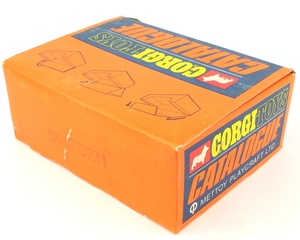 CORGI TOYS
CATALOGUE
CORGI TOYS
CATALOGUE
METTOY PLAYCRAFT LTD.